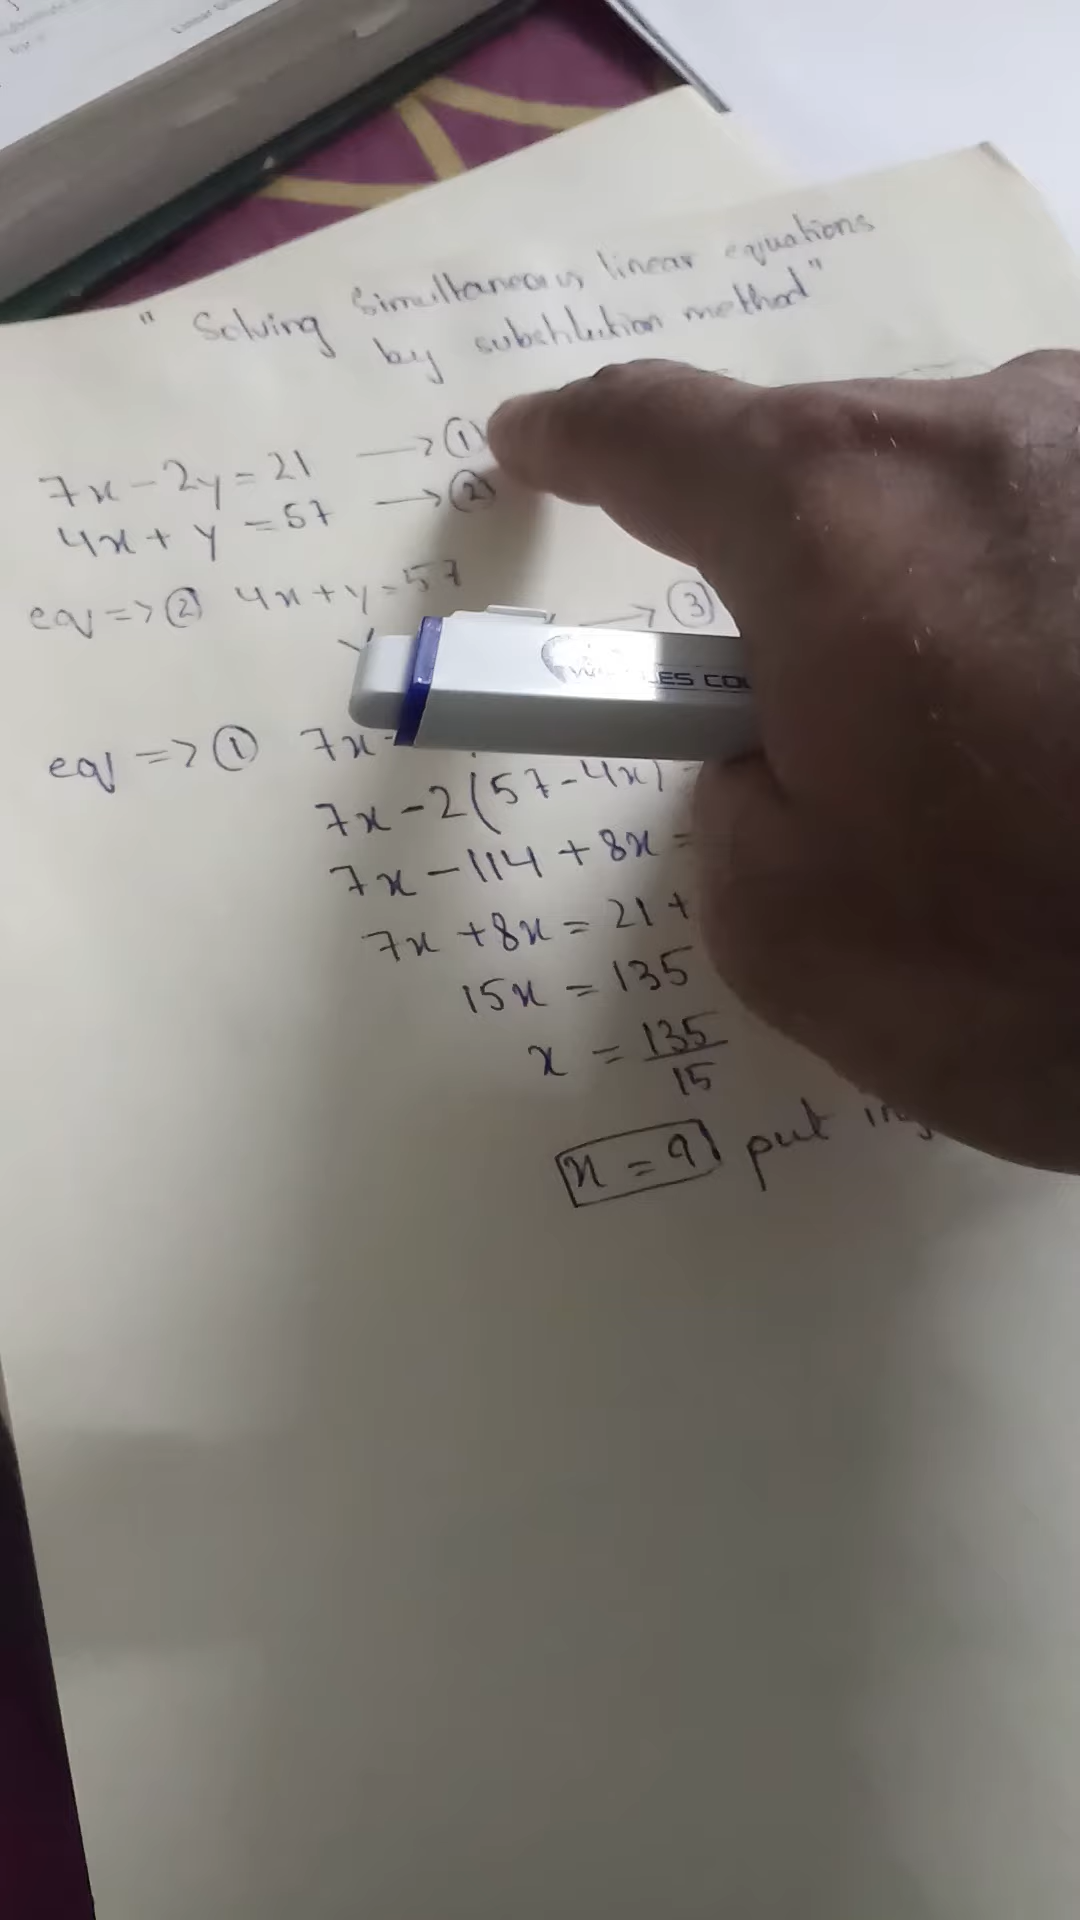 " Solving Simultaneous linear equations
by substitution method"
7x - 2y = 21 → ①
4x + y = 57 → ②
eq => ② 4x + y = 57
→ ③
eq => ① 7x -
7x - 2(57 - 4x) =
7x - 114 + 8x =
7x + 8x = 21 +
15x = 135
x = 135/15
x = 9 put in